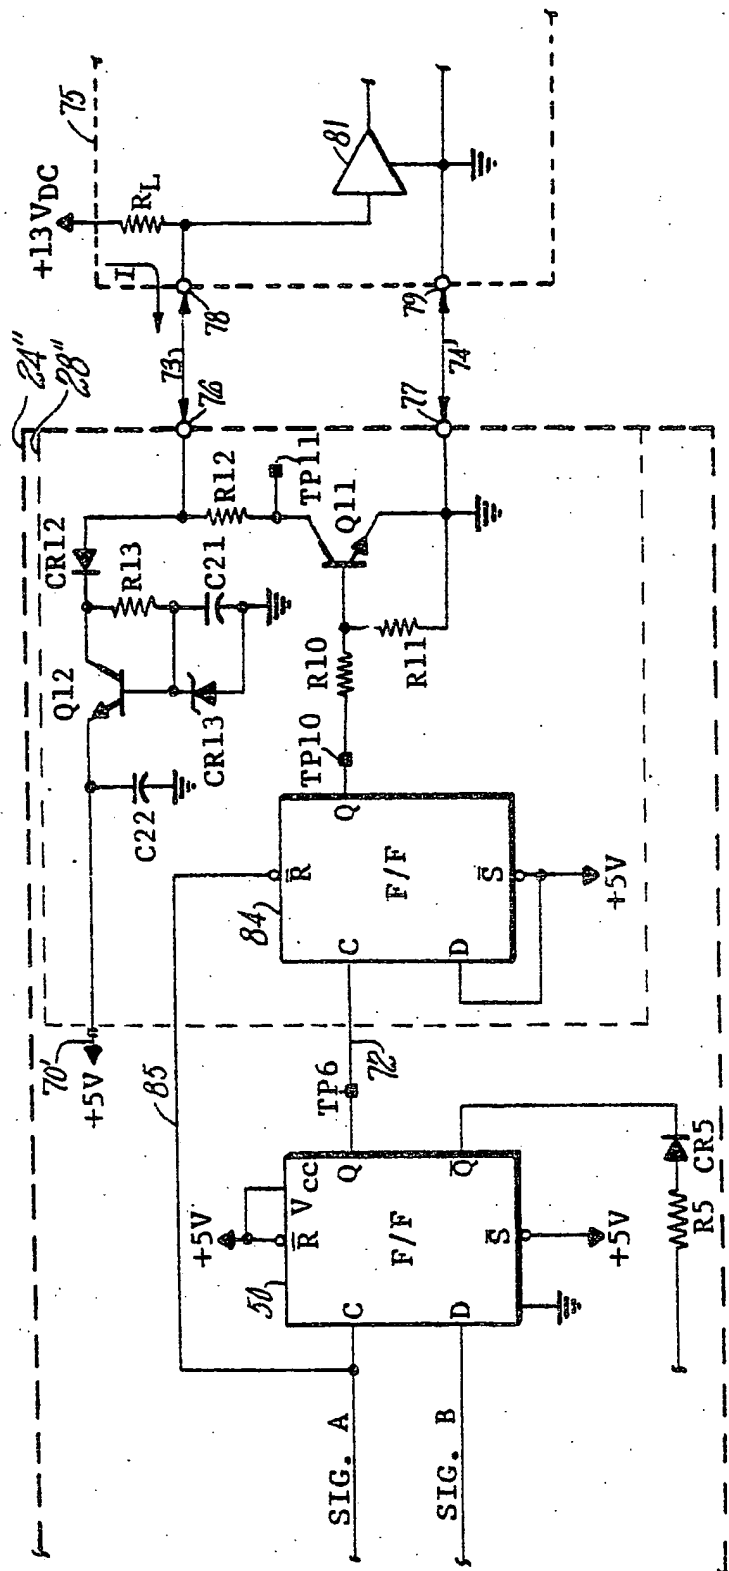 24"
28"
75
+13 VDC
I
RL
81
78
79
73
74'
76
77
CR12
R13
C21
R12
TP11
Q11
Q12
CR13
R10
R11
C22
TP10
70'
+5V
85
84
R̅
Q
F/F
C
D
S̅
+5V
TP6
72
+5V
50
VCC
R̅
Q
Q̅
F/F
C
D
S̅
+5V
CR5
R5
SIG. A
SIG. B